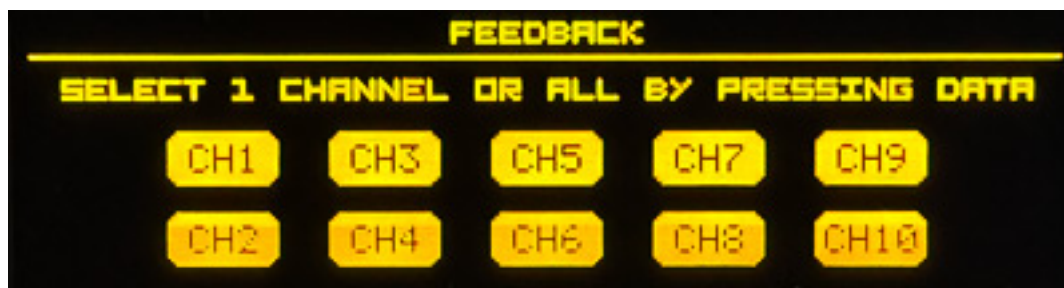 FEEDBACK
SELECT 1 CHANNEL OR ALL BY PRESSING DATA
CH1 CH3 CH5 CH7 CH9
CH2 CH4 CH6 CH8 CH10